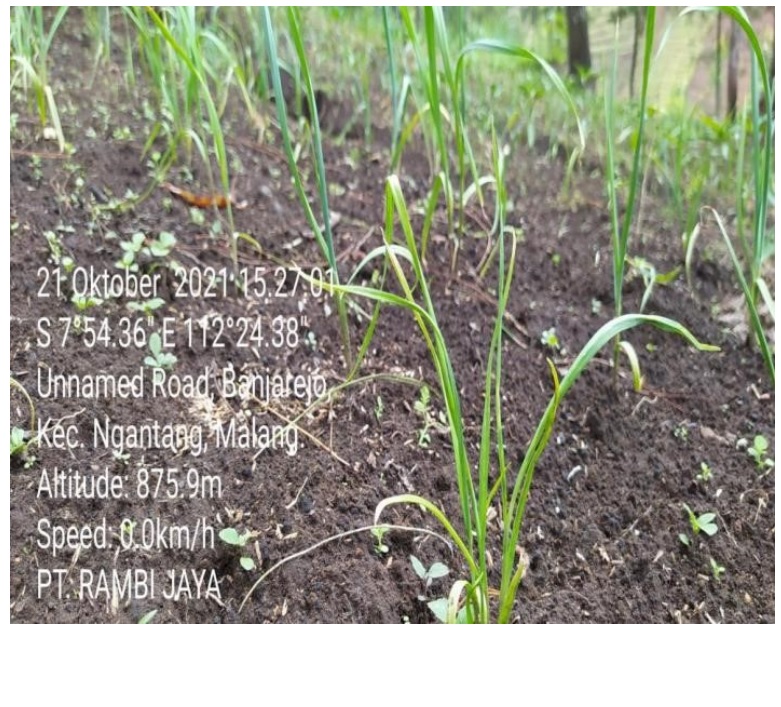 21 Oktober 2021 15.27.01
S 7°54.36" E 112°24.38"
Unnamed Road, Banjarejo
Kec. Ngantang, Malang.
Altitude: 875.9m
Speed: 0.0km/h
PT. RAMBI JAYA